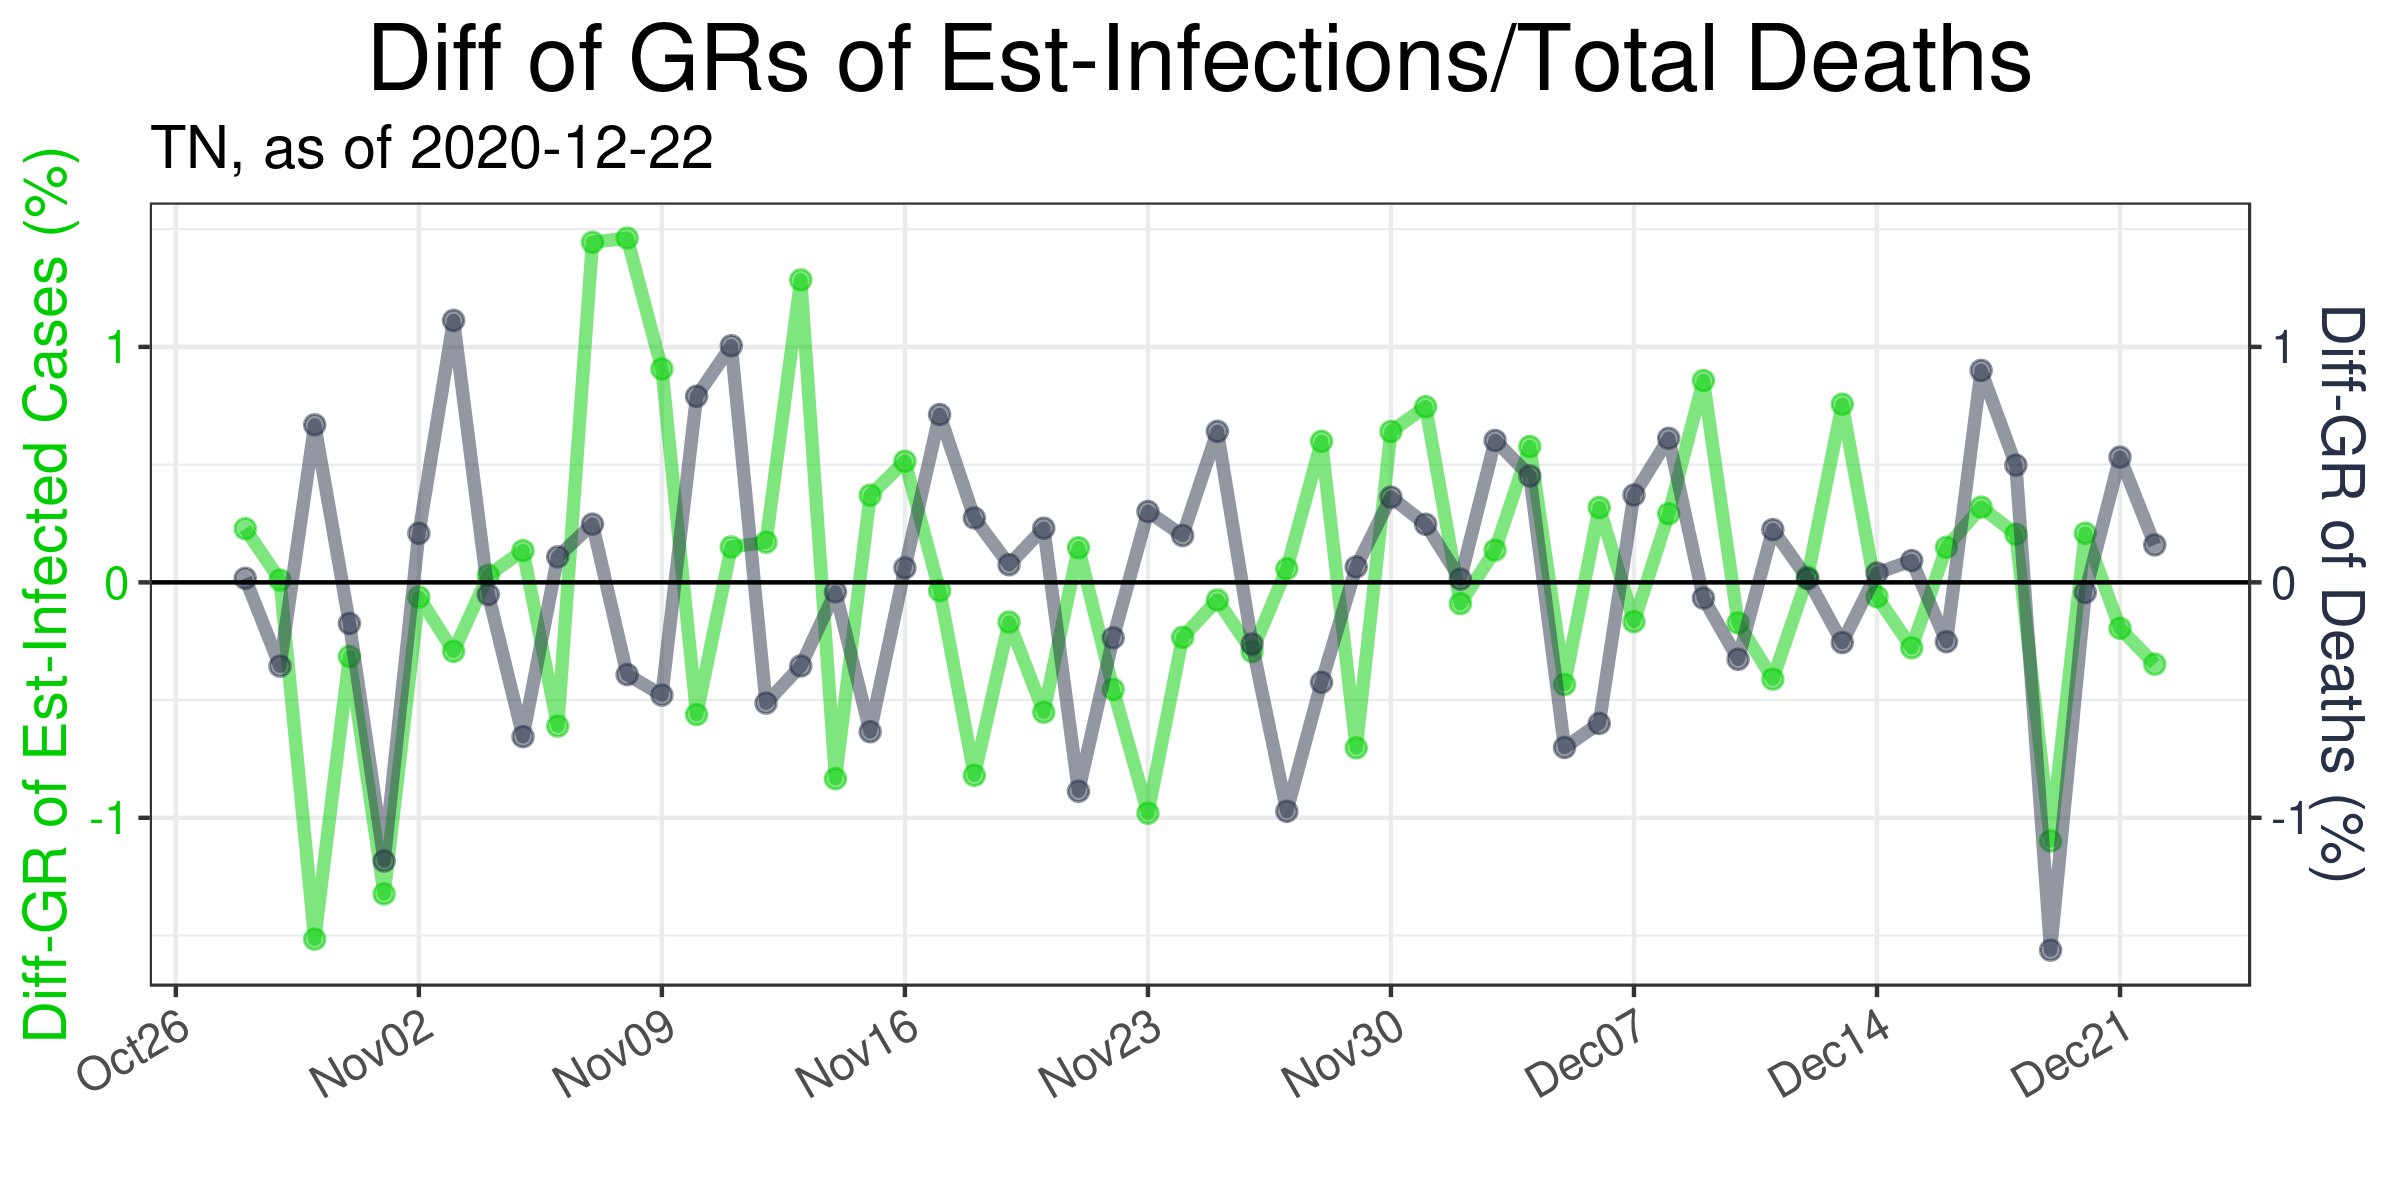 Diff of GRs of Est-Infections/Total Deaths
TN, as of 2020-12-22
Diff-GR of Est-Infected Cases (%)
1
0
-1
1
0
-1
Diff-GR of Deaths (%)
Oct26
Nov02
Nov09
Nov16
Nov23
Nov30
Dec07
Dec14
Dec21